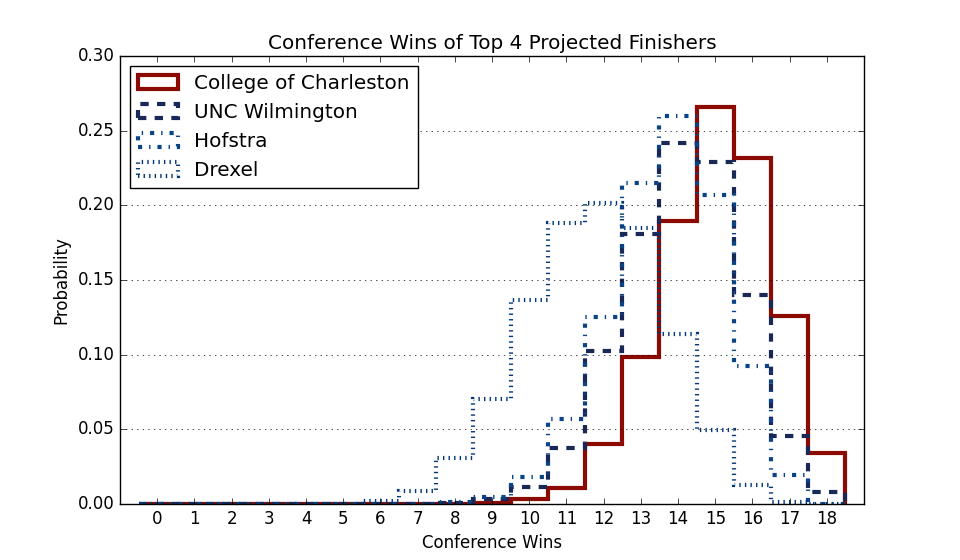 Conference Wins of Top 4 Projected Finishers
0.30
0.25
0.20
0.15
0.10
0.05
0.00
Probability
College of Charleston
UNC Wilmington
Hofstra
Drexel
0 1 2 3 4 5 6 7 8 9 10 11 12 13 14 15 16 17 18
Conference Wins